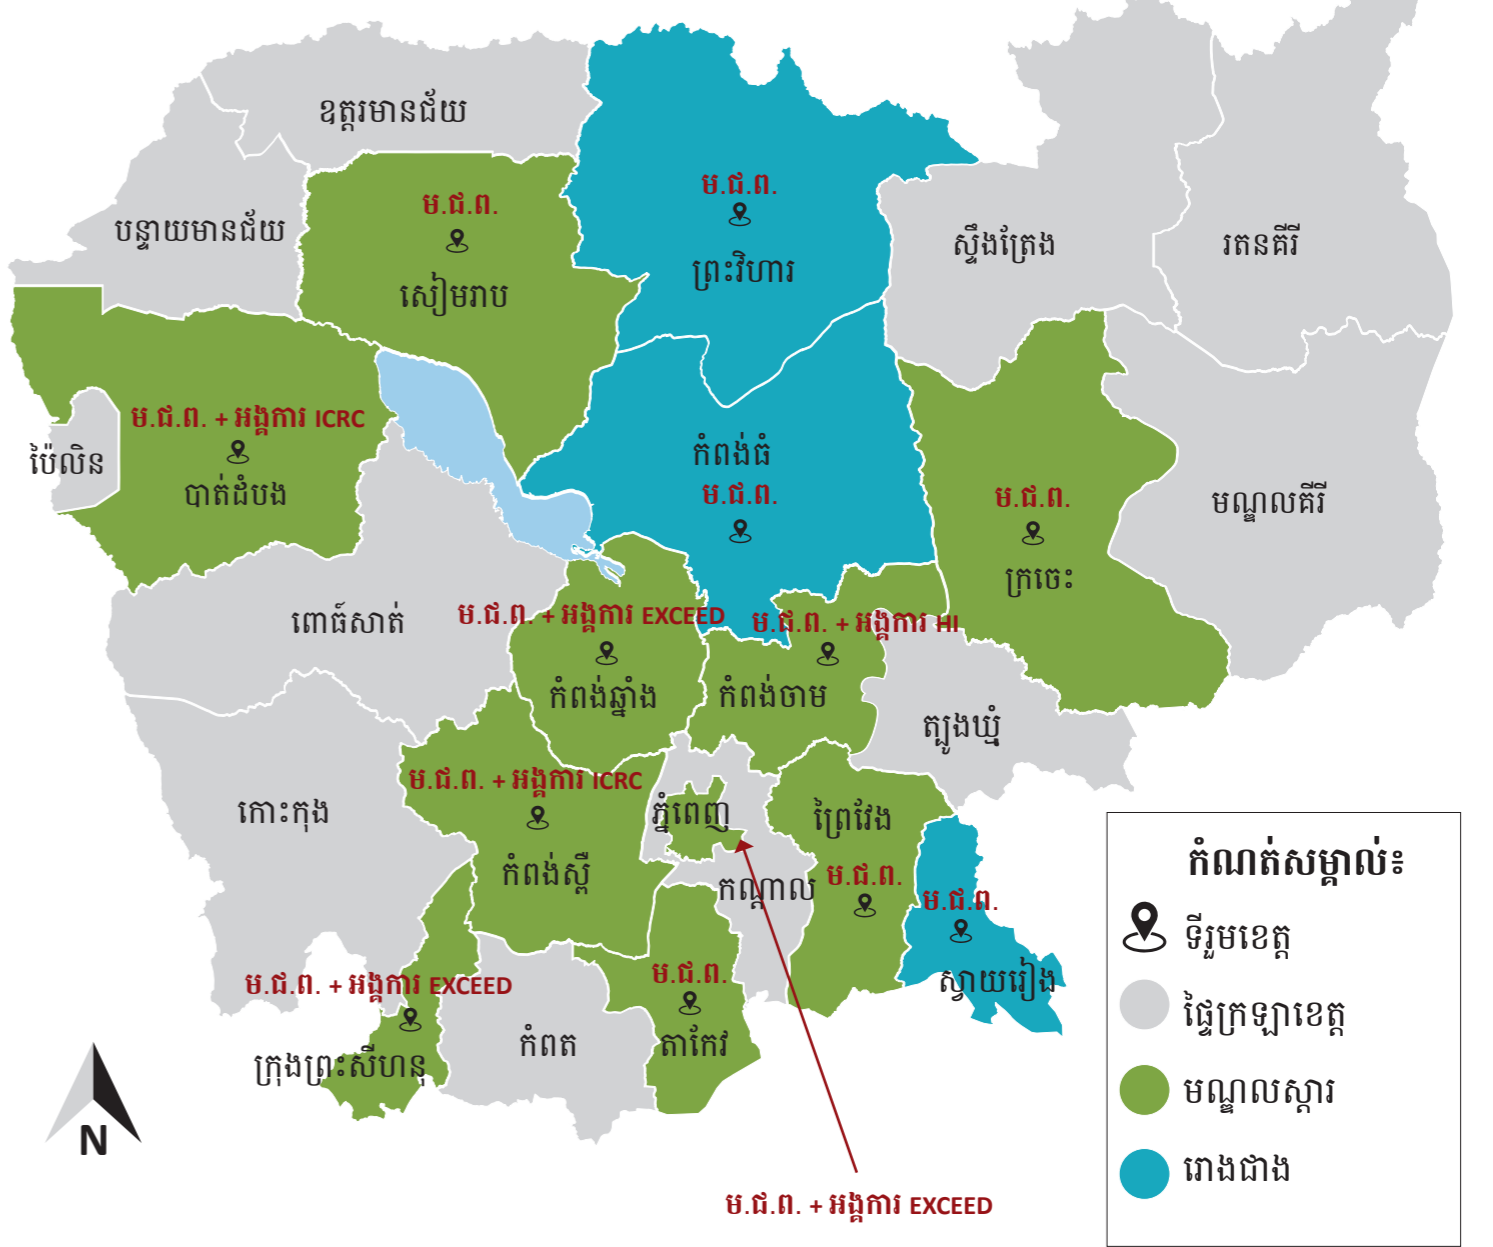 ឧត្តរមានជ័យ
ម.ជ.ព.
ព្រះវិហារ
ម.ជ.ព.
សៀមរាប
បន្ទាយមានជ័យ
ស្ទឹងត្រែង
រតនគីរី
ម.ជ.ព. + អង្គការ ICRC
បាត់ដំបង
ប៉ៃលិន
កំពង់ធំ
ម.ជ.ព.
ម.ជ.ព.
ក្រចេះ
មណ្ឌលគីរី
ពោធ៍សាត់
ម.ជ.ព. + អង្គការ EXCEED
កំពង់ឆ្នាំង
ម.ជ.ព. + អង្គការ HI
កំពង់ចាម
ត្បូងឃ្មុំ
កោះកុង
ម.ជ.ព. + អង្គការ ICRC
កំពង់ស្ពឺ
ភ្នំពេញ
ព្រៃវែង
ម.ជ.ព.
កណ្តាល
ម.ជ.ព.
ស្វាយរៀង
ម.ជ.ព. + អង្គការ EXCEED
ក្រុងព្រះសីហនុ
កំពត
ម.ជ.ព.
តាកែវ
ម.ជ.ព. + អង្គការ EXCEED
N
កំណត់សម្គាល់៖
ទីរួមខេត្ត
ផ្ទៃក្រឡាខេត្ត
មណ្ឌលស្តារ
រោងជាង